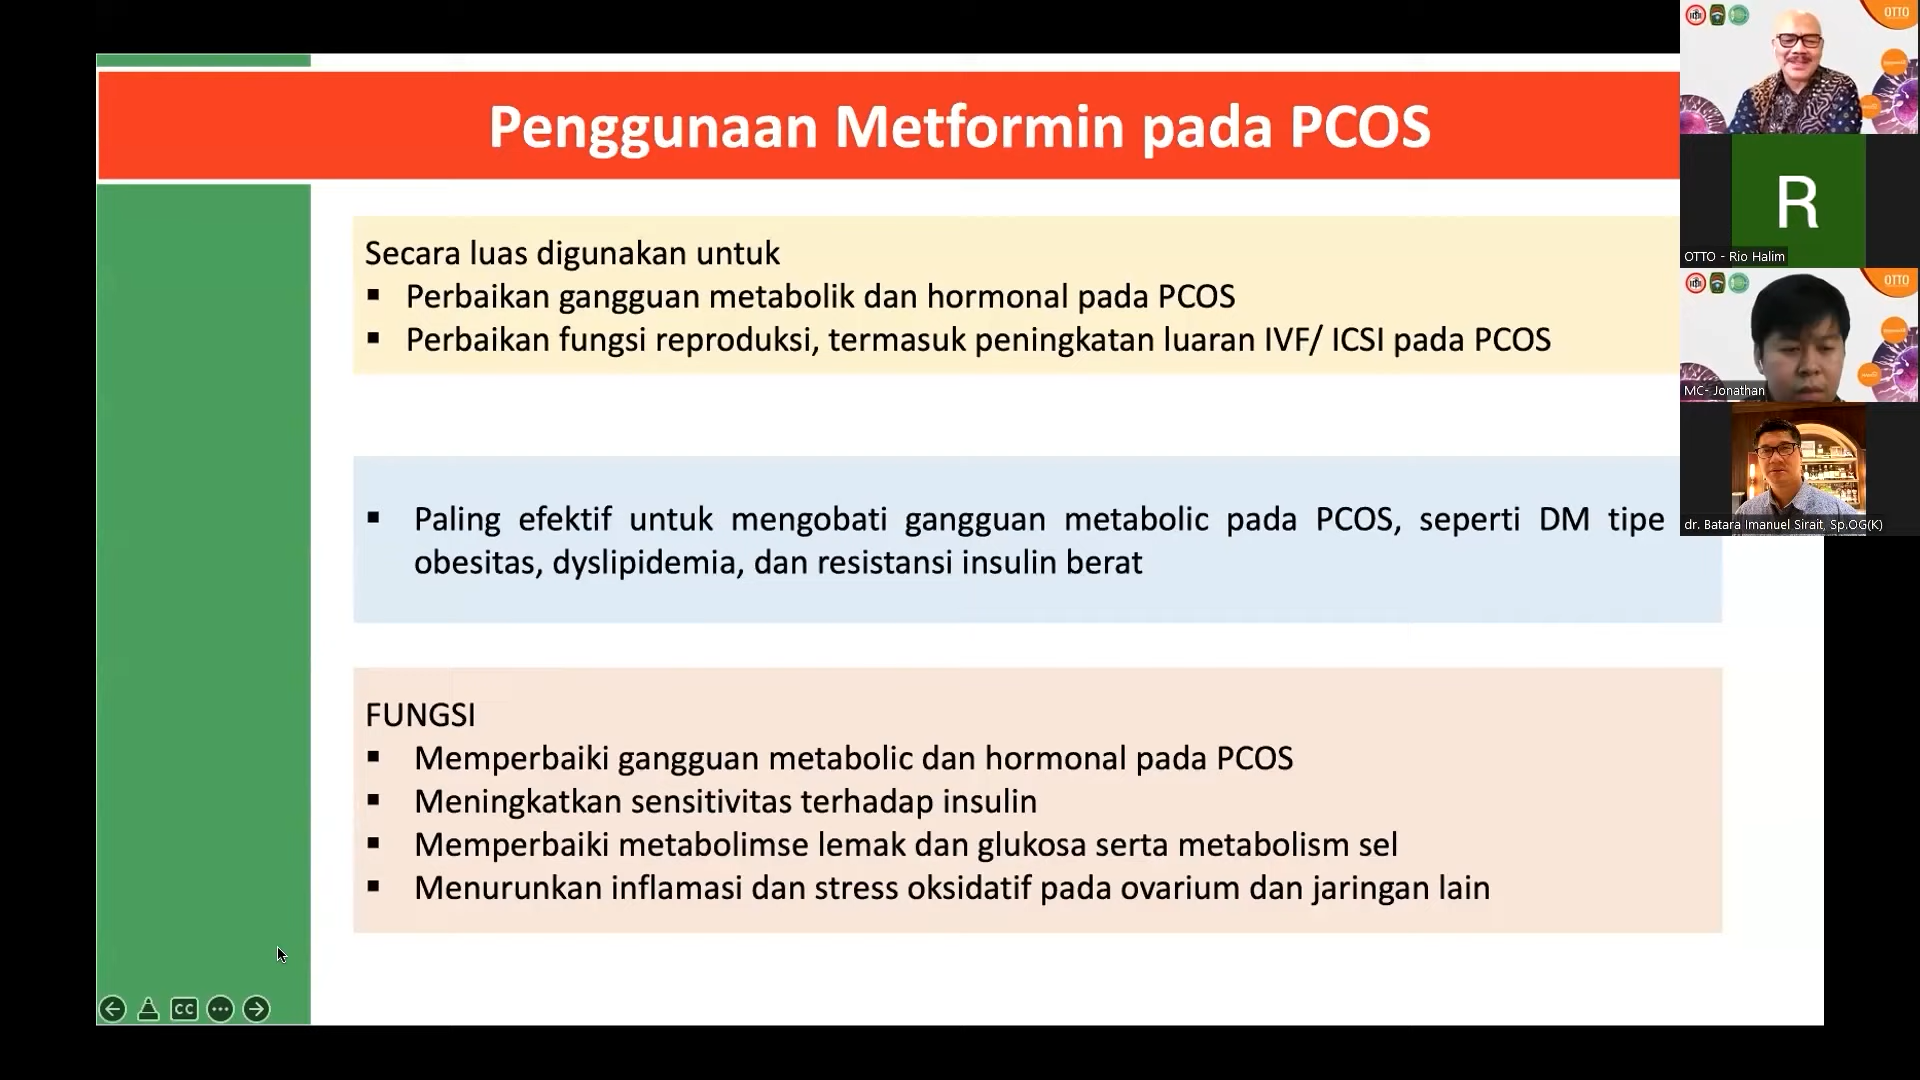 Penggunaan Metformin pada PCOS
Secara luas digunakan untuk
▪ Perbaikan gangguan metabolik dan hormonal pada PCOS
▪ Perbaikan fungsi reproduksi, termasuk peningkatan luaran IVF/ ICSI pada PCOS
▪ Paling efektif untuk mengobati gangguan metabolic pada PCOS, seperti DM tipe
obesitas, dyslipidemia, dan resistansi insulin berat
FUNGSI
▪ Memperbaiki gangguan metabolic dan hormonal pada PCOS
▪ Meningkatkan sensitivitas terhadap insulin
▪ Memperbaiki metabolimse lemak dan glukosa serta metabolism sel
▪ Menurunkan inflamasi dan stress oksidatif pada ovarium dan jaringan lain
CC
OTTO
R
OTTO - Rio Halim
OTTO
MC- Jonathan
dr. Batara Imanuel Sirait, Sp.OG(K)